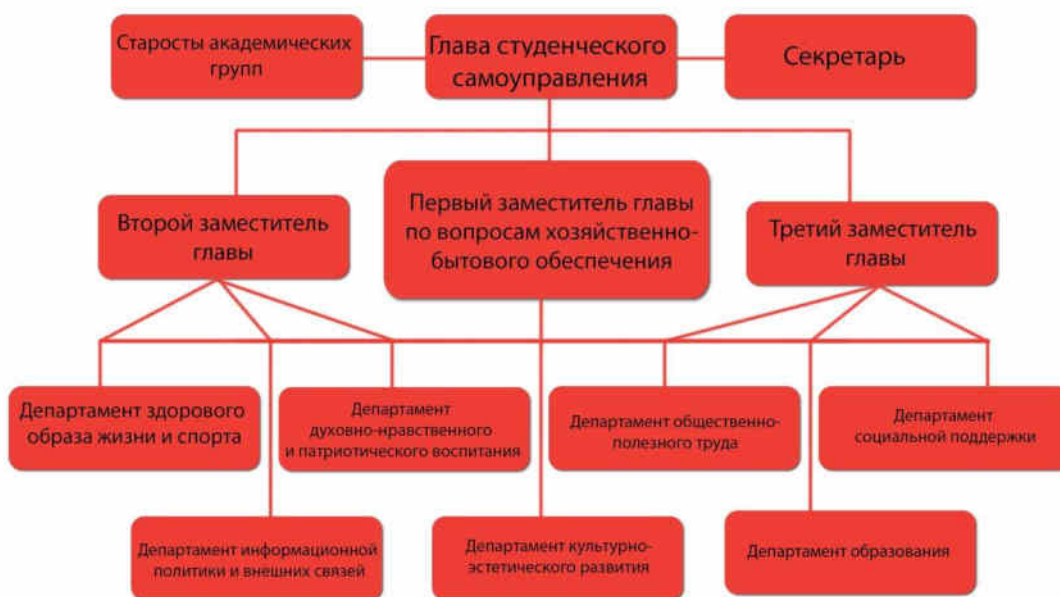 Старосты академических
групп
Глава студенческого
самоуправления
Секретарь
Второй заместитель
главы
Первый заместитель главы
по вопросам хозяйственно-
бытового обеспечения
Третий заместитель
главы
Департамент здорового
образа жизни и спорта
Департамент
духовно-нравственного
и патриотического воспитания
Департамент общественно-
полезного труда
Департамент
социальной поддержки
Департамент информационной
политики и внешних связей
Департамент культурно-
эстетического развития
Департамент образования